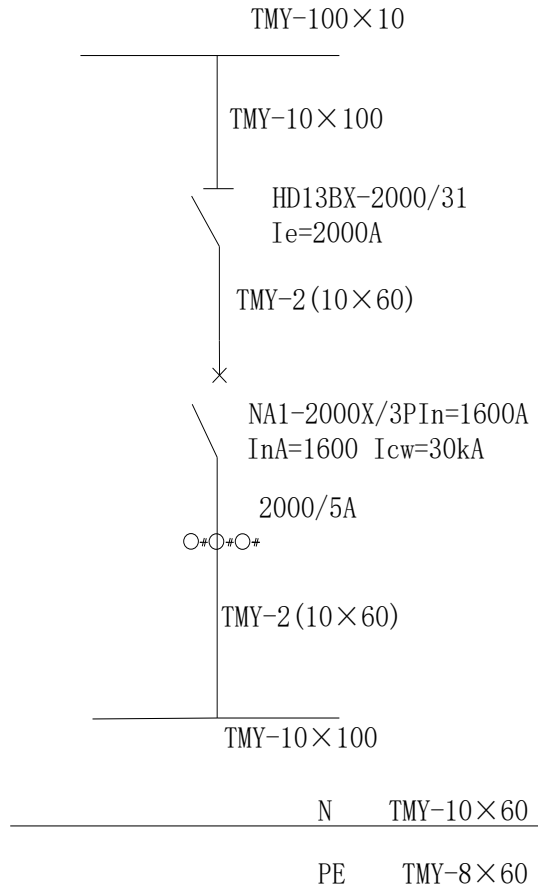 TMY-100×10
TMY-10×100
HD13BX-2000/31
Ie=2000A
TMY-2(10×60)
NA1-2000X/3PIn=1600A
InA=1600 Icw=30kA
2000/5A
TMY-2(10×60)
TMY-10×100
N TMY-10×60
PE TMY-8×60